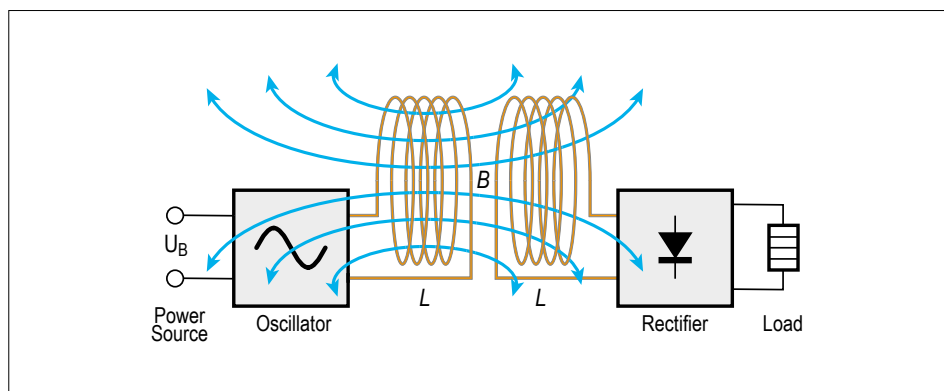 B
U_B
L
L
Power
Source
Oscillator
Rectifier
Load